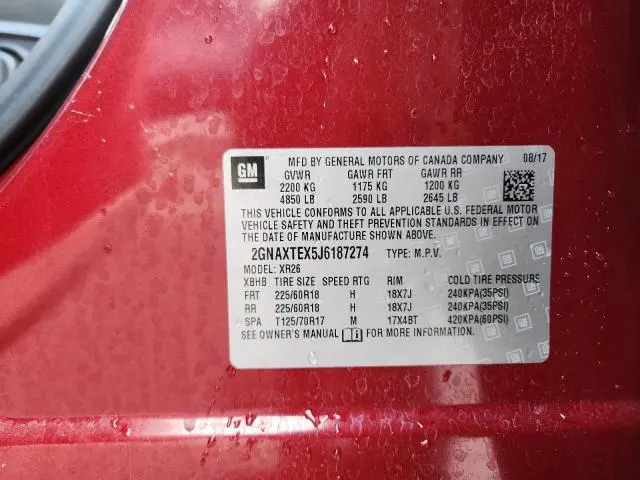 GM MFD BY GENERAL MOTORS OF CANADA COMPANY 08/17
GVWR GAWR FRT GAWR RR
2200 KG 1175 KG 1200 KG
4850 LB 2590 LB 2645 LB
THIS VEHICLE CONFORMS TO ALL APPLICABLE U.S. FEDERAL MOTOR
VEHICLE SAFETY AND THEFT PREVENTION STANDARDS IN EFFECT ON
THE DATE OF MANUFACTURE SHOWN ABOVE.
2GNAXTEX5J6187274 TYPE: M.P.V.
MODEL: XR26
XBHB TIRE SIZE SPEED RTG RIM COLD TIRE PRESSURE
FRT 225/60R18 H 18X7J 240KPA(35PSI)
RR 225/60R18 H 18X7J 240KPA(35PSI)
SPA T125/70R17 M 17X4BT 420KPA(60PSI)
SEE OWNER'S MANUAL FOR MORE INFORMATION